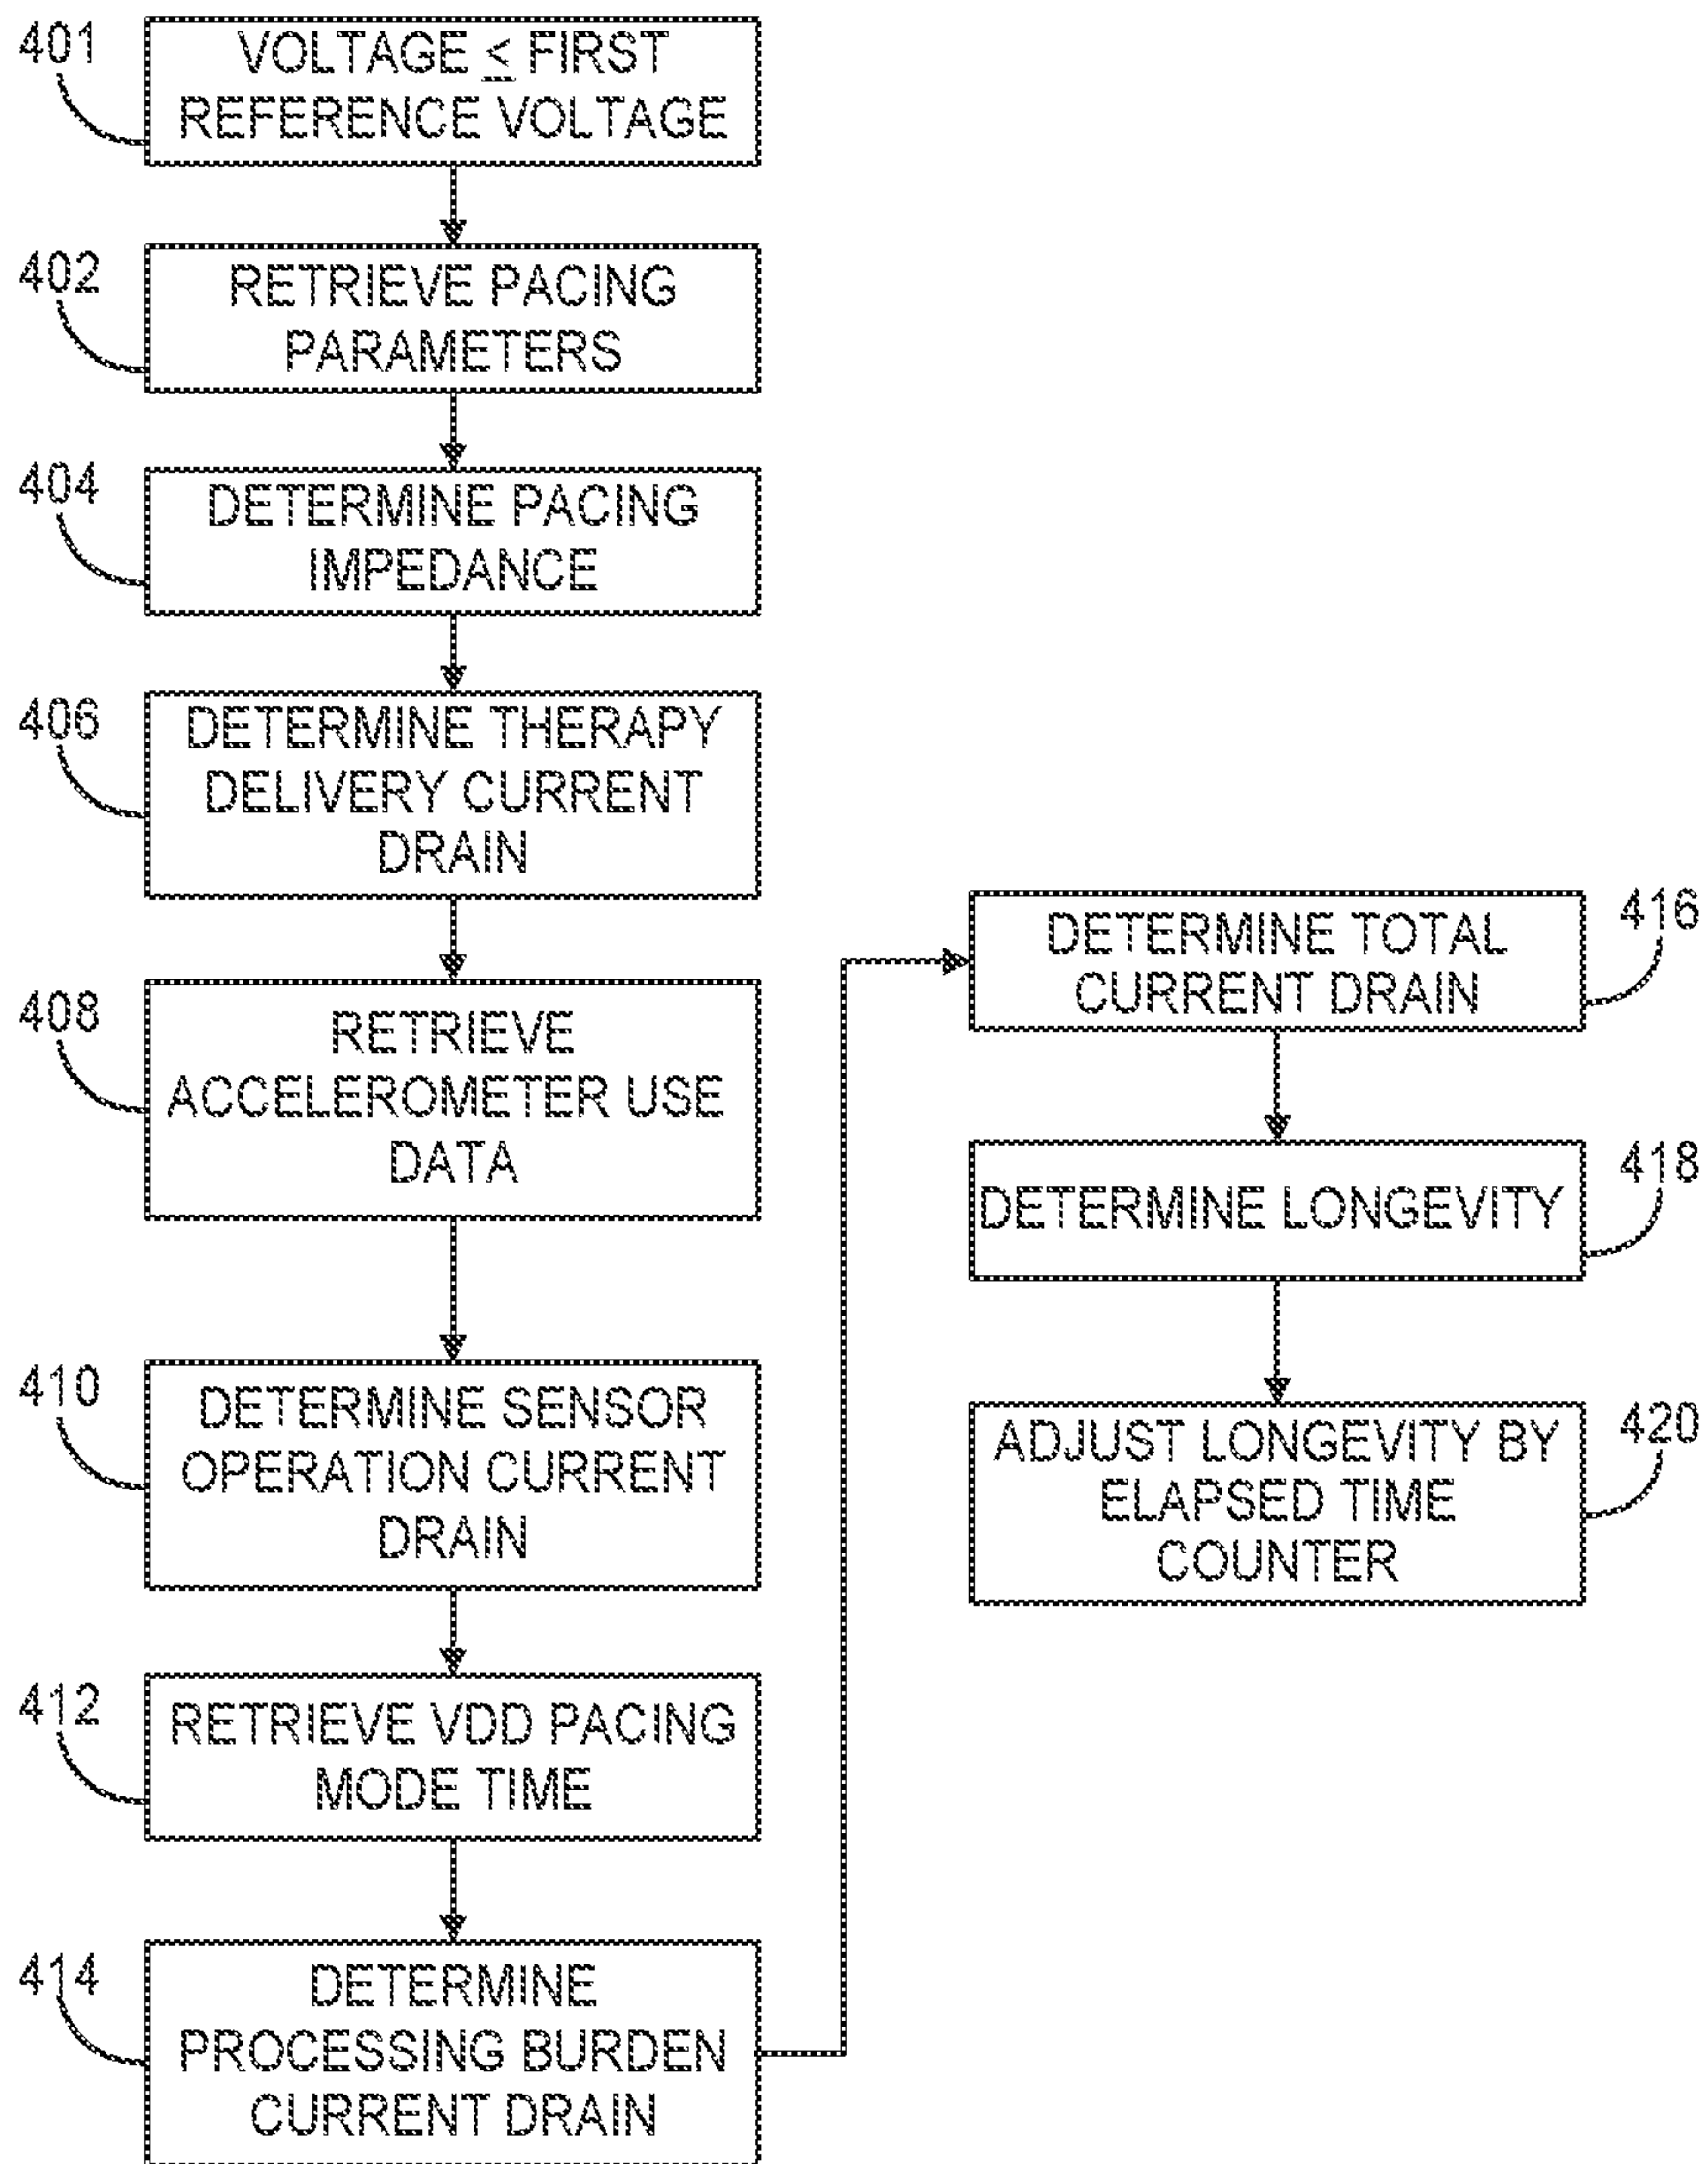 401
VOLTAGE ≤ FIRST
REFERENCE VOLTAGE
402
RETRIEVE PACING
PARAMETERS
404
DETERMINE PACING
IMPEDANCE
406
DETERMINE THERAPY
DELIVERY CURRENT
DRAIN
408
RETRIEVE
ACCELEROMETER USE
DATA
410
DETERMINE SENSOR
OPERATION CURRENT
DRAIN
412
RETRIEVE VDD PACING
MODE TIME
414
DETERMINE
PROCESSING BURDEN
CURRENT DRAIN
416
DETERMINE TOTAL
CURRENT DRAIN
418
DETERMINE LONGEVITY
420
ADJUST LONGEVITY BY
ELAPSED TIME
COUNTER